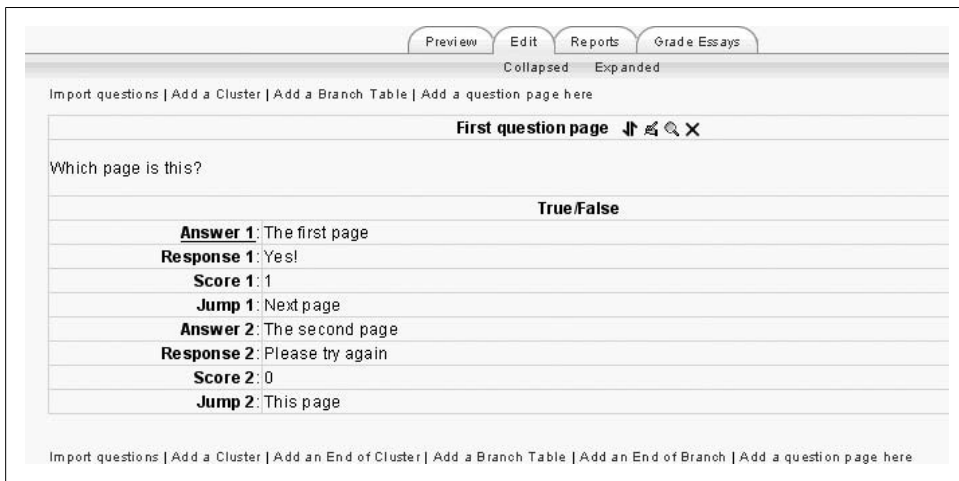 Preview Edit Reports Grade Essays
Collapsed Expanded
Import questions | Add a Cluster | Add a Branch Table | Add a question page here
First question page
Which page is this?
True/False
Answer 1: The first page
Response 1: Yes!
Score 1: 1
Jump 1: Next page
Answer 2: The second page
Response 2: Please try again
Score 2: 0
Jump 2: This page
Import questions | Add a Cluster | Add an End of Cluster | Add a Branch Table | Add an End of Branch | Add a question page here